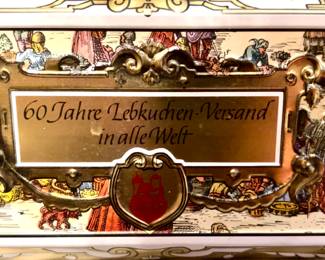 60 Jahre Lebkuchen-Versand
in alle Welt